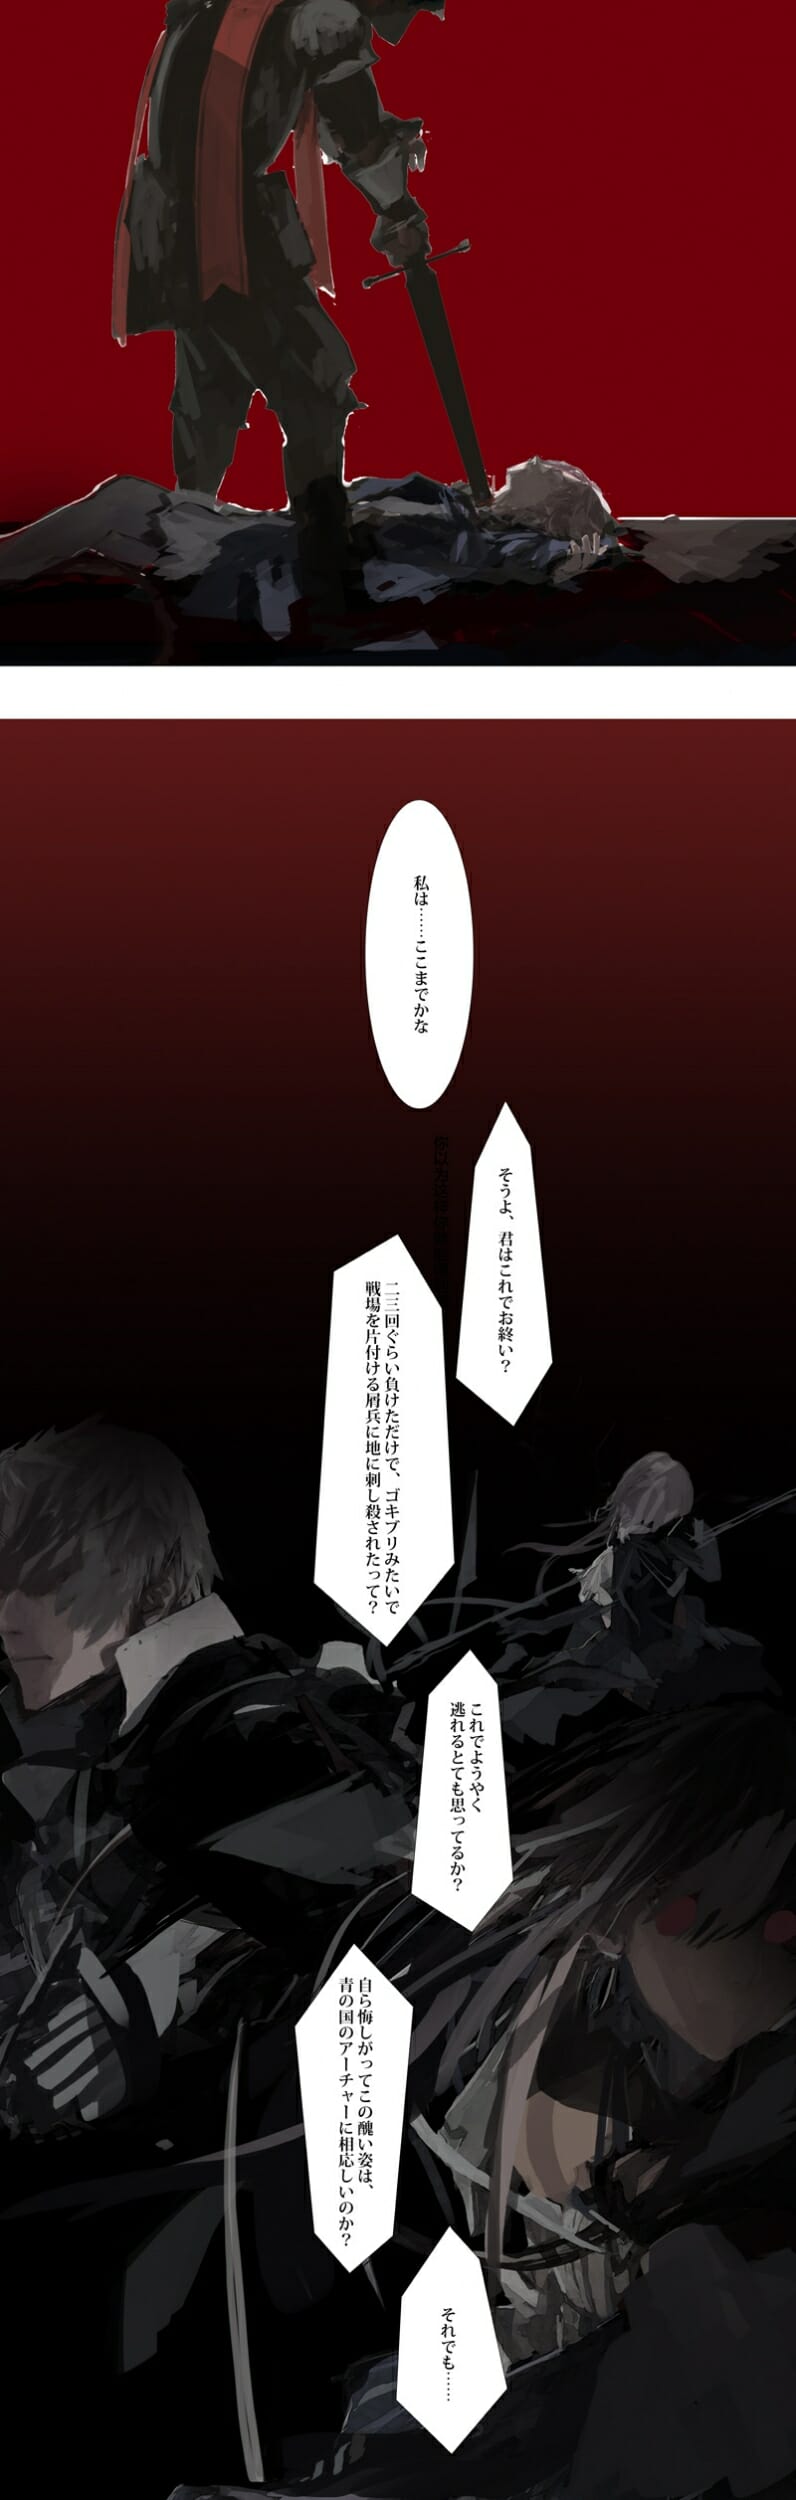 私は……ここまでかな
そうよ、君はこれでお終い？
二三回ぐらい負けただけで、ゴキブリみたいで
戦場を片付ける屑兵に地に刺し殺されたって？
これでようやく
逃れるとても思ってるか？
自ら悔しがってこの醜い姿は、
青の国のアーチャーに相応しいのか？
それでも……